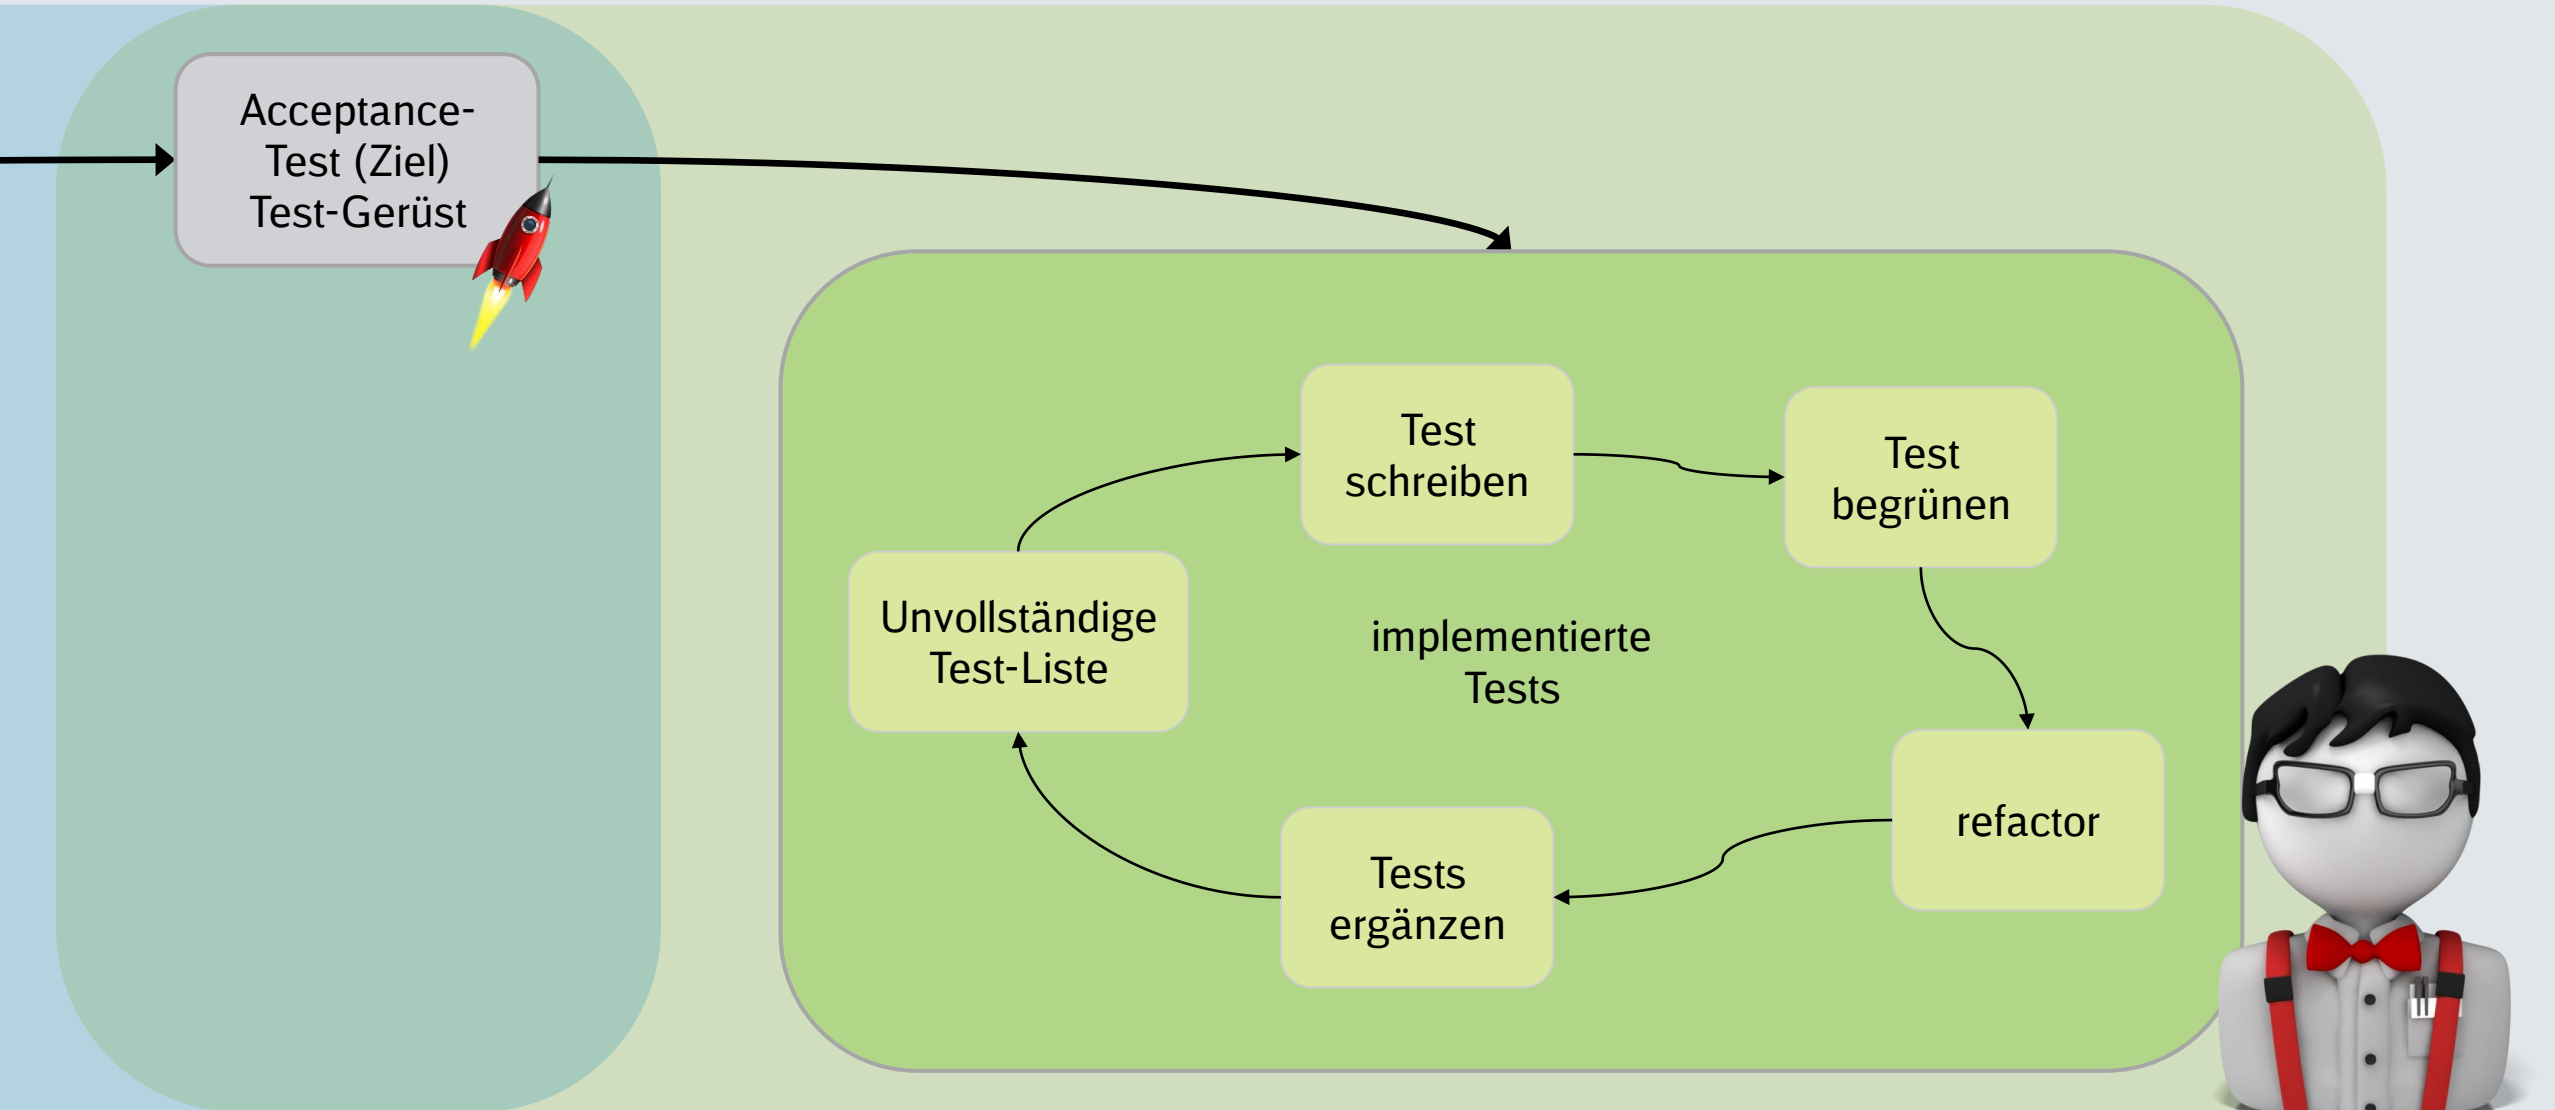 Acceptance-
Test (Ziel)
Test-Gerüst
Test
schreiben
Test
begrünen
Unvollständige
Test-Liste
implementierte
Tests
refactor
Tests
ergänzen